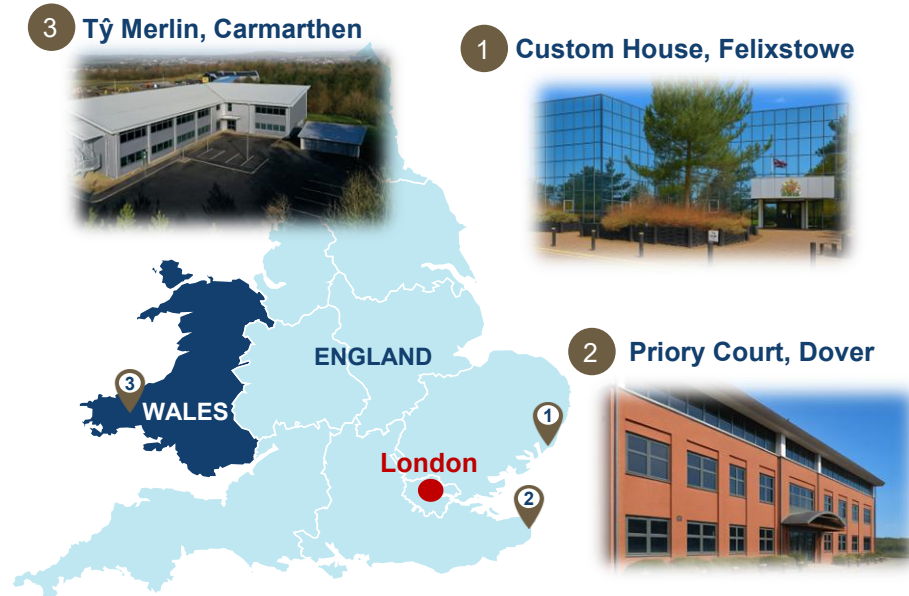 3 Tŷ Merlin, Carmarthen
1 Custom House, Felixstowe
2 Priory Court, Dover
ENGLAND
3
WALES
1
London
2